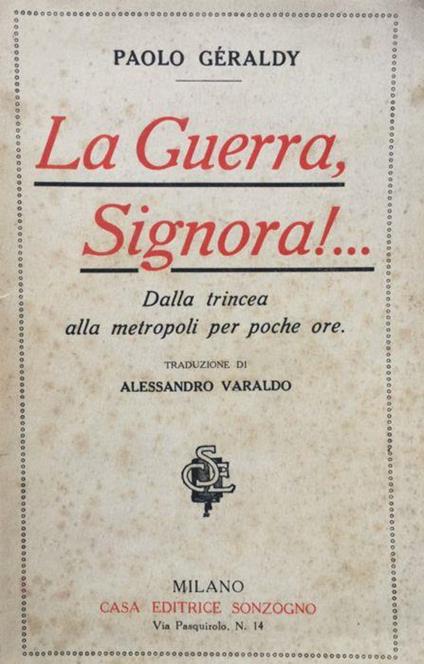 PAOLO GÉRALDY
La Guerra,
Signora!...
Dalla trincea
alla metropoli per poche ore.
TRADUZIONE DI
ALESSANDRO VARALDO
MILANO
CASA EDITRICE SONZOGNO
Via Pasquirolo, N. 14